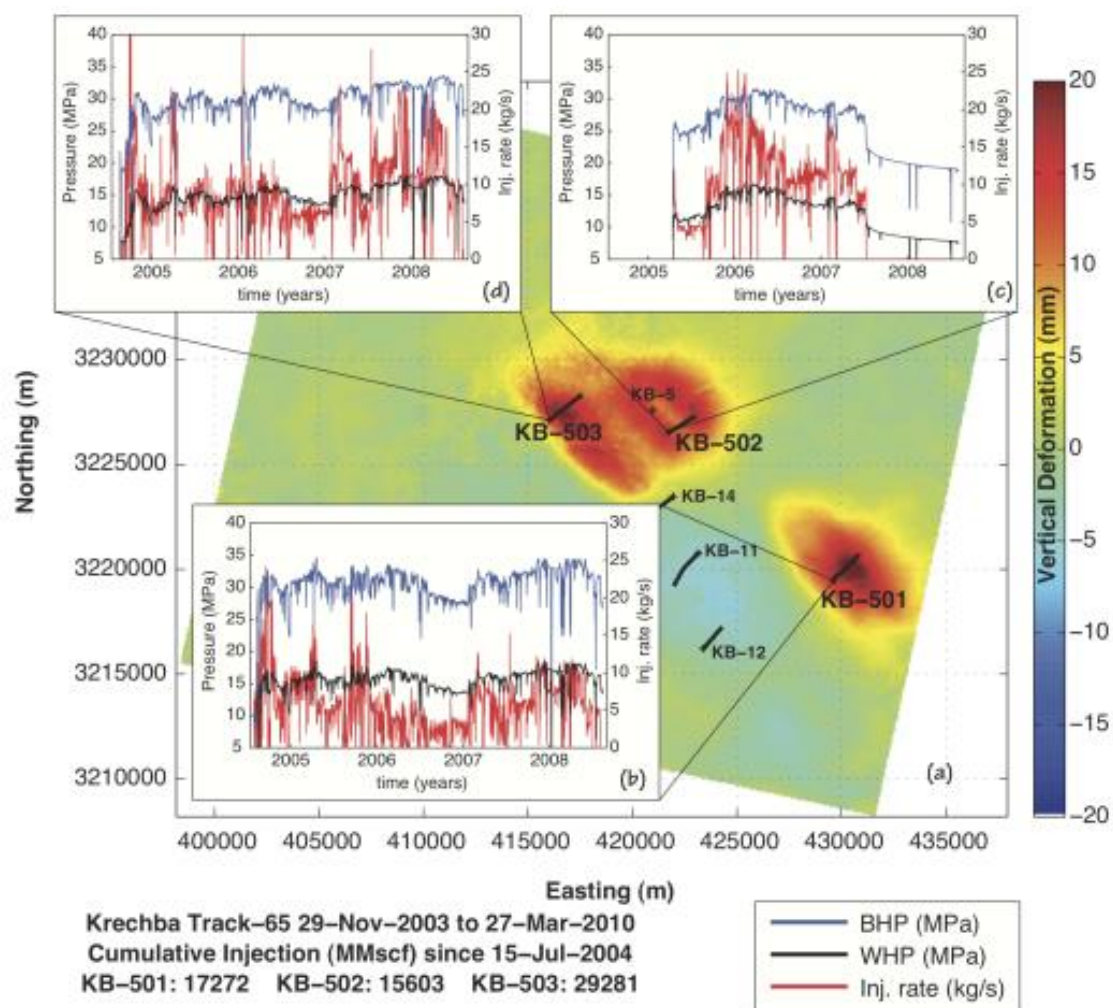 40
35
30
25
20
15
10
5
Pressure (MPa)
30
25
20
15
10
5
0
Inj. rate (kg/s)
2005 2006 2007 2008
time (years)
(d)
40
35
30
25
20
15
10
5
Pressure (MPa)
30
25
20
15
10
5
0
Inj. rate (kg/s)
2005 2006 2007 2008
time (years)
(c)
20
15
10
5
0
−5
−10
−15
−20
Vertical Deformation (mm)
Northing (m)
3230000
3225000
3220000
3215000
3210000
KB−5
KB−503
KB−502
KB−14
KB−11
KB−501
KB−12
40
35
30
25
20
15
10
5
Pressure (MPa)
30
25
20
15
10
5
0
Inj. rate (kg/s)
2005 2006 2007 2008
time (years)
(b)
(a)
400000 405000 410000 415000 420000 425000 430000 435000
Easting (m)
Krechba Track−65 29−Nov−2003 to 27−Mar−2010
Cumulative Injection (MMscf) since 15−Jul−2004
KB−501: 17272 KB−502: 15603 KB−503: 29281
BHP (MPa)
WHP (MPa)
Inj. rate (kg/s)